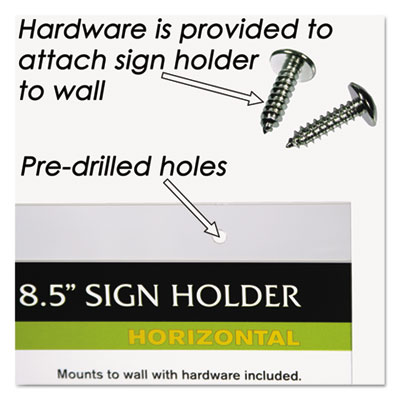 Hardware is provided to
attach sign holder
to wall
Pre-drilled holes
8.5" SIGN HOLDER
HORIZONTAL
Mounts to wall with hardware included.